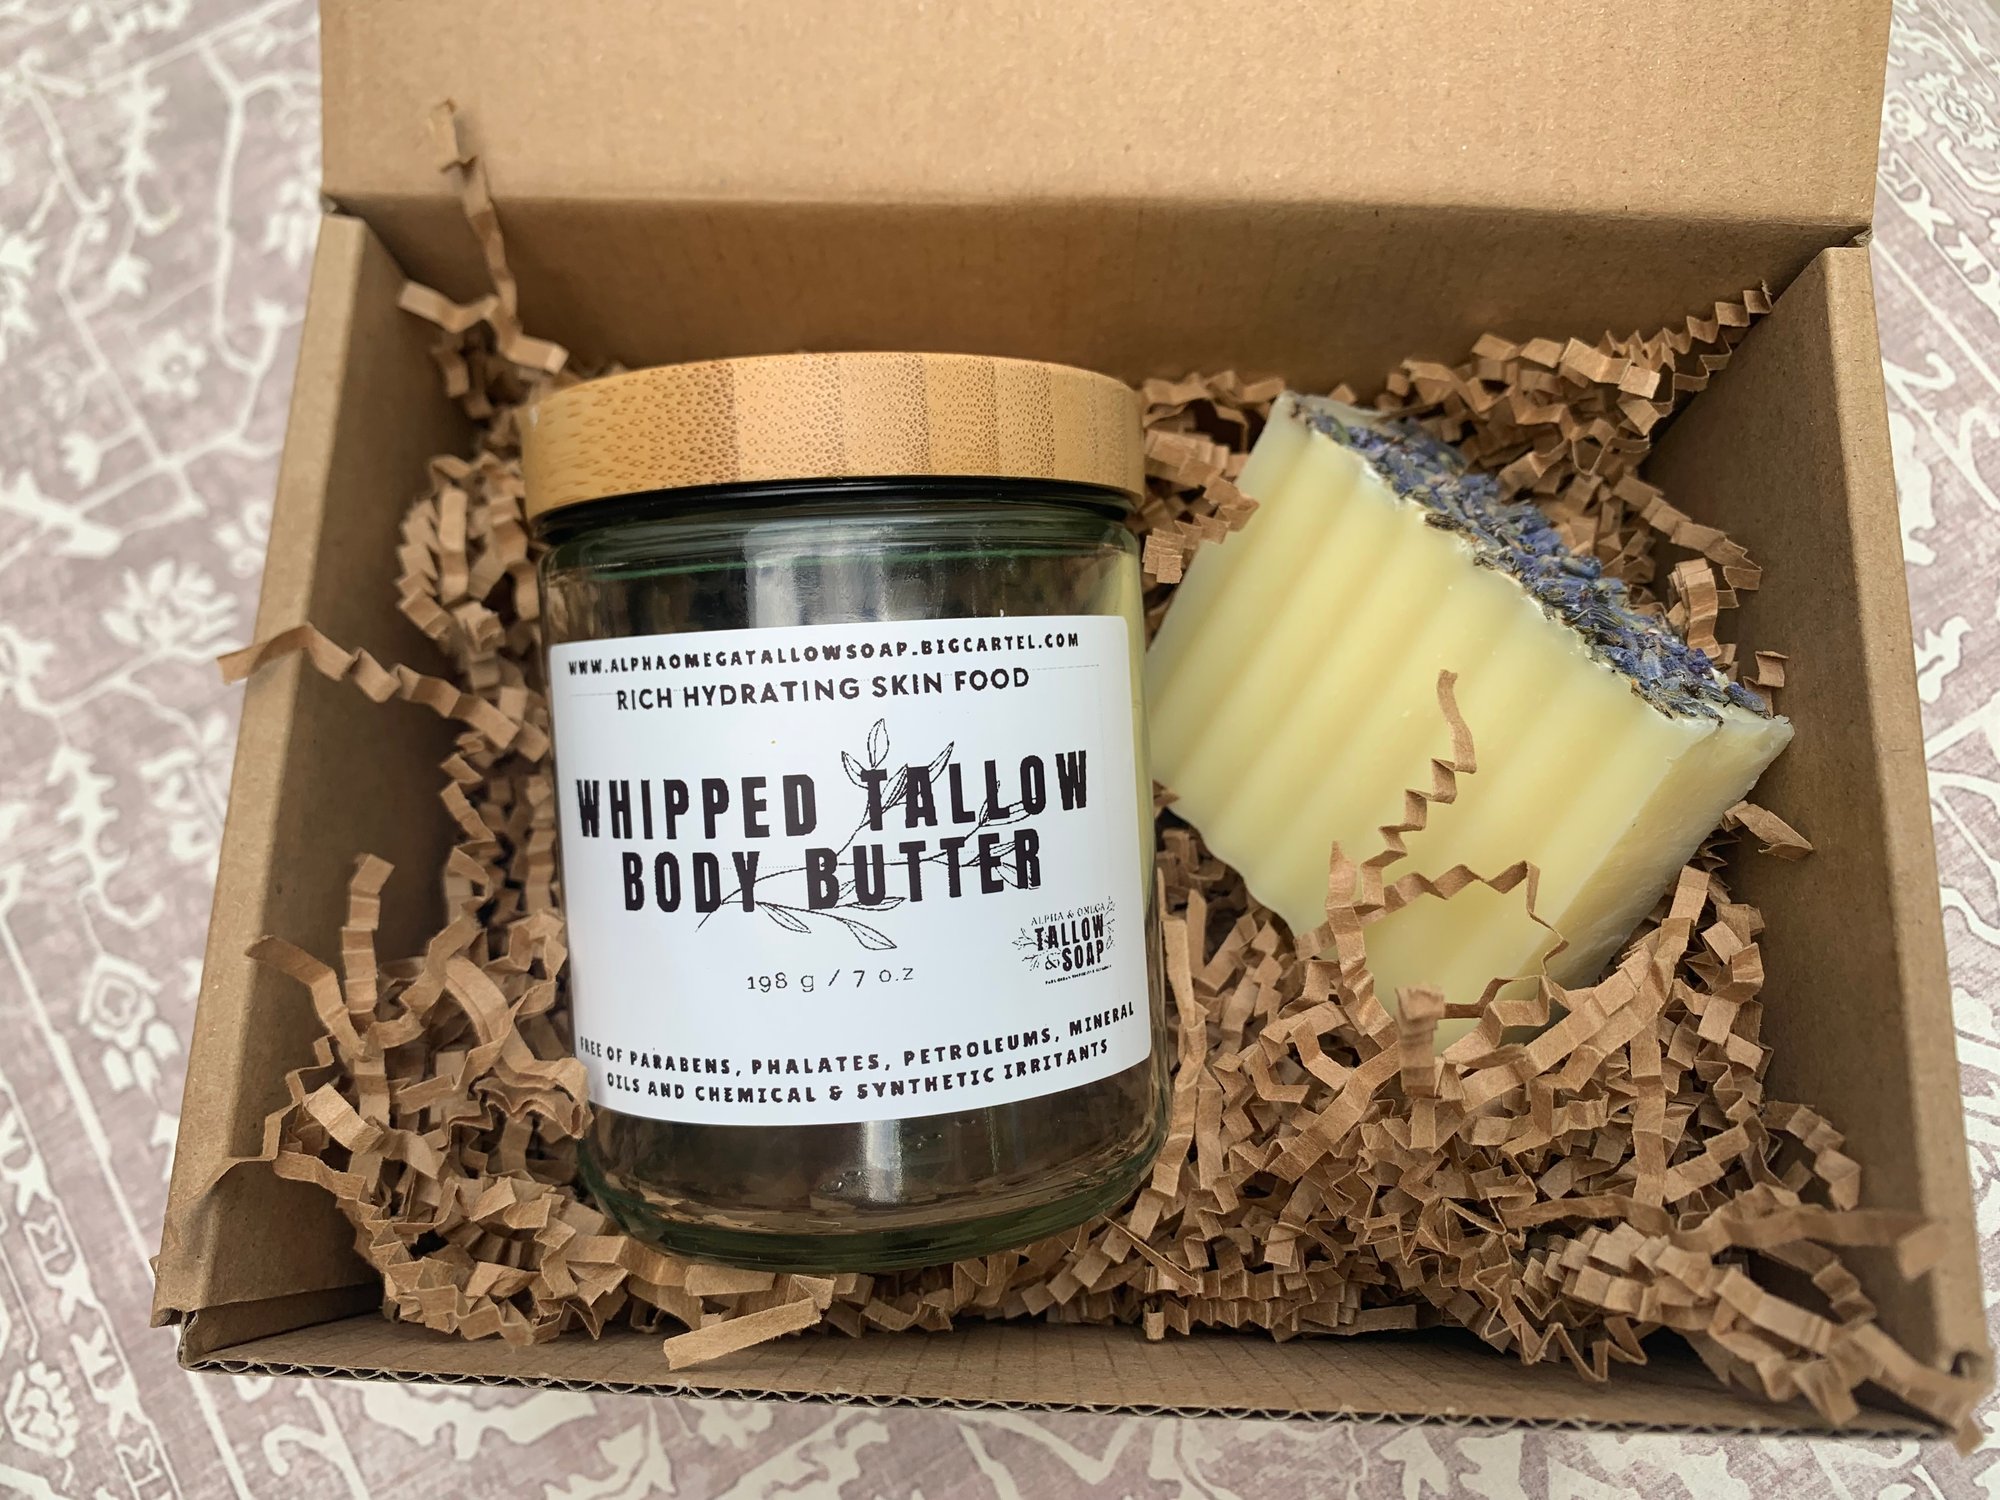 WWW.ALPHAOMEGATALLOWSOAP.BIGCARTEL.COM
RICH HYDRATING SKIN FOOD
WHIPPED TALLOW
BODY BUTTER
ALPHA & OMEGA
TALLOW
& SOAP
198 g / 7 o.z
FREE OF PARABENS, PHALATES, PETROLEUMS, MINERAL
OILS AND CHEMICAL & SYNTHETIC IRRITANTS